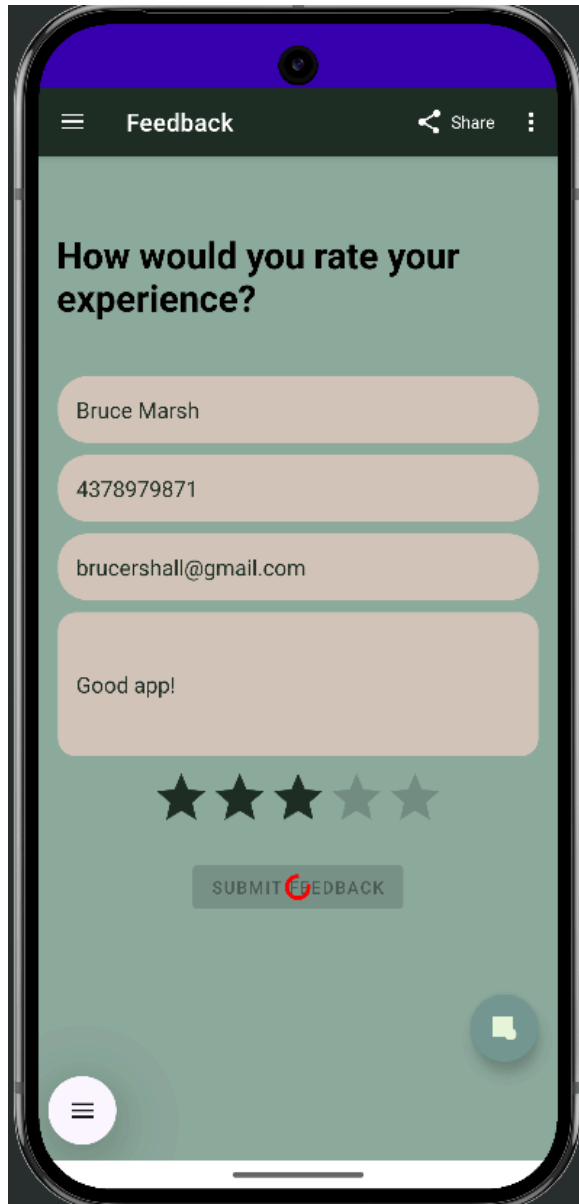 Feedback
Share
How would you rate your
experience?
Bruce Marsh
4378979871
brucershall@gmail.com
Good app!
SUBMIT FEEDBACK